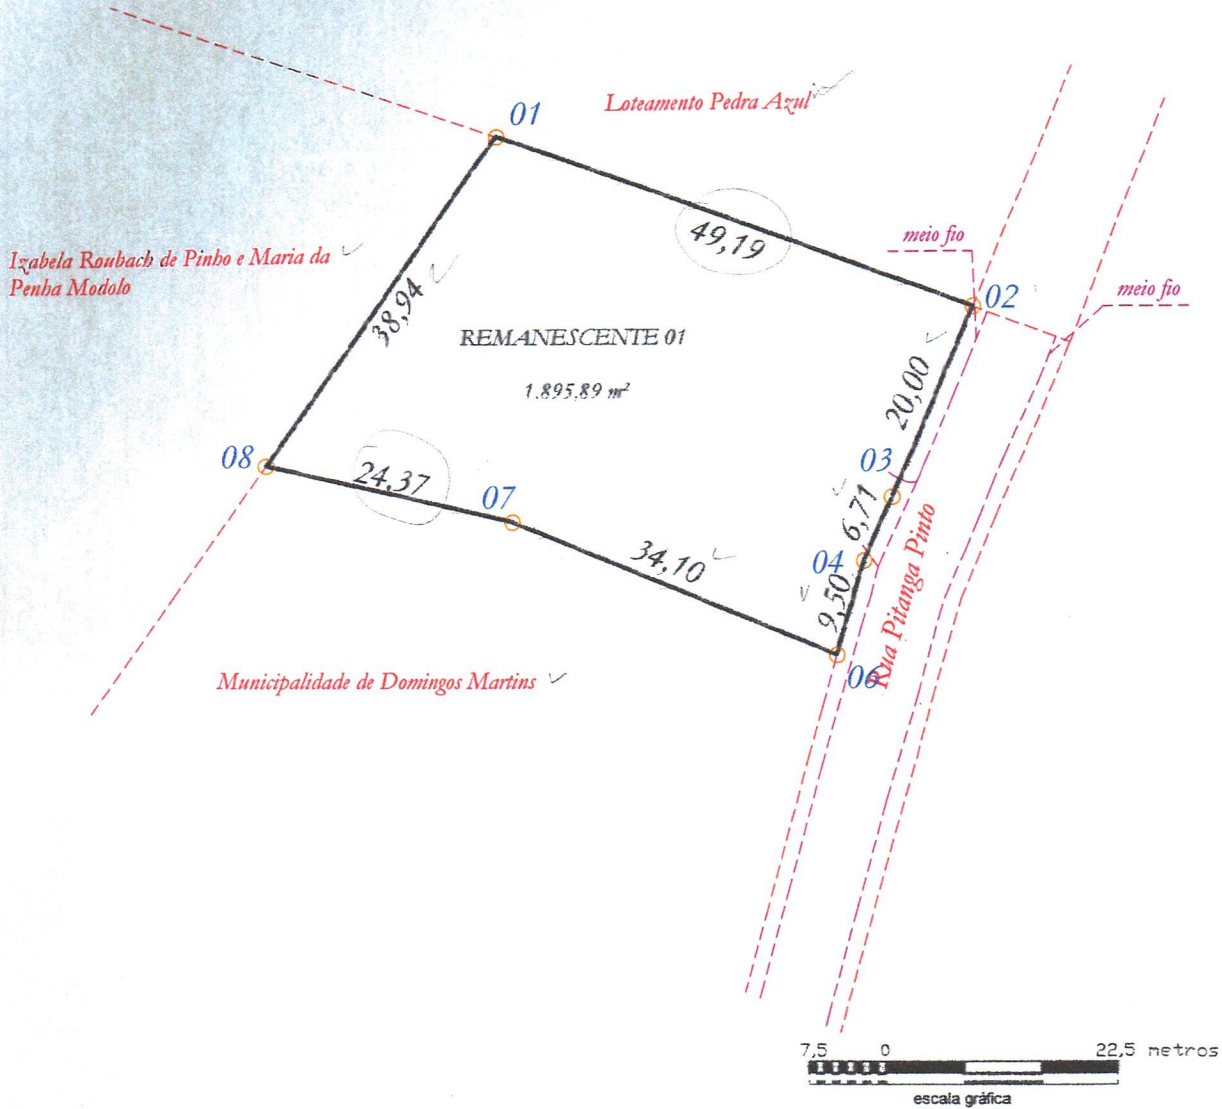 Loteamento Pedra Azul
01
49,19
meio fio
02
meio fio
Izabela Roubach de Pinho e Maria da
Penha Modolo
38,94
REMANESCENTE 01
1.895,89 m²
20,00
08
24,37
07
03
6,71
34,10
04
9,50
Rua Pitanga Pinto
06
Municipalidade de Domingos Martins
7,5 0 22,5 metros
escala gráfica